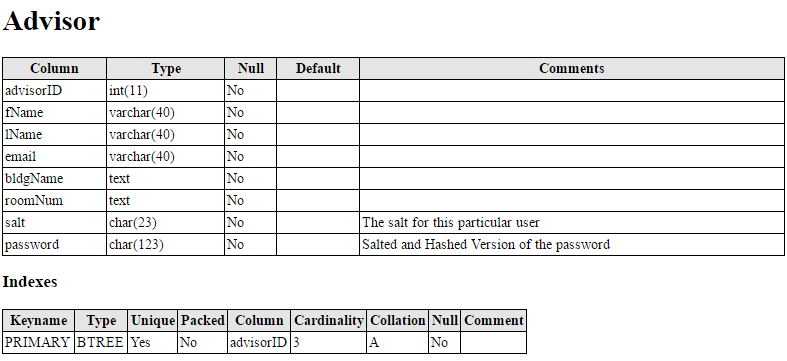 Advisor
Column Type Null Default Comments
advisorID int(11) No
fName varchar(40) No
lName varchar(40) No
email varchar(40) No
bldgName text No
roomNum text No
salt char(23) No The salt for this particular user
password char(123) No Salted and Hashed Version of the password
Indexes
Keyname Type Unique Packed Column Cardinality Collation Null Comment
PRIMARY BTREE Yes No advisorID 3 A No